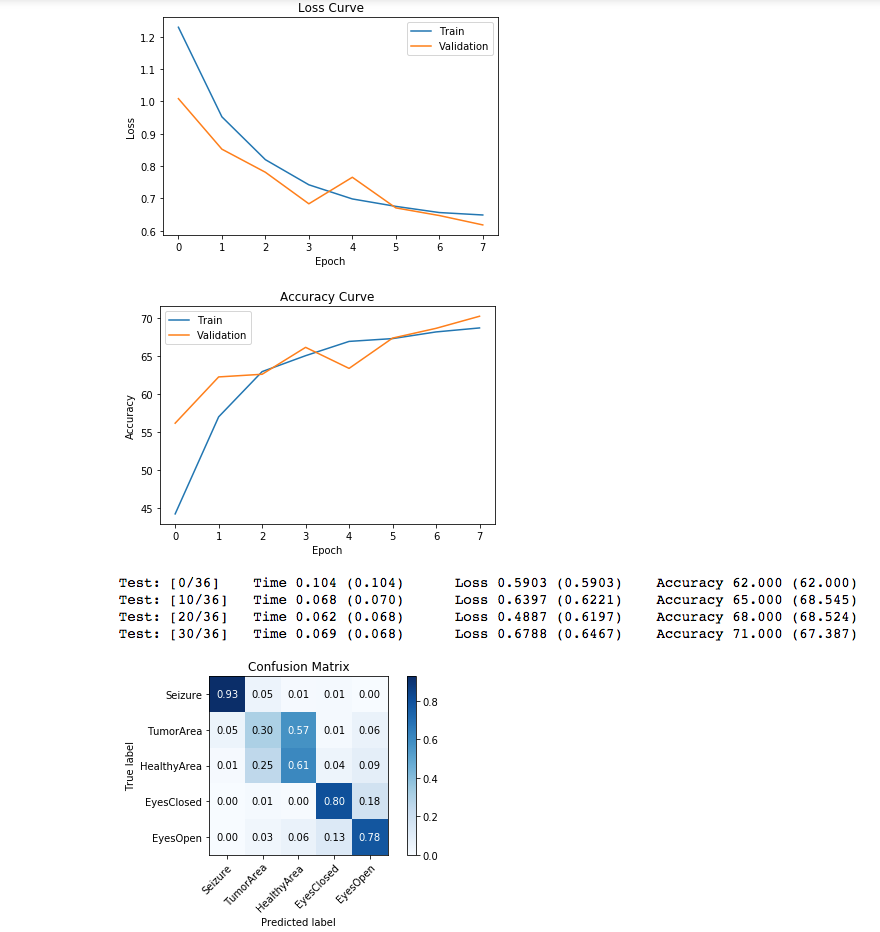 Loss Curve
Train
Validation
1.2
1.1
1.0
0.9
0.8
0.7
0.6
Loss
0 1 2 3 4 5 6 7
Epoch
Accuracy Curve
Train
Validation
70
65
60
55
50
45
Accuracy
0 1 2 3 4 5 6 7
Epoch
Test: [0/36] Time 0.104 (0.104) Loss 0.5903 (0.5903) Accuracy 62.000 (62.000)
Test: [10/36] Time 0.068 (0.070) Loss 0.6397 (0.6221) Accuracy 65.000 (68.545)
Test: [20/36] Time 0.062 (0.068) Loss 0.4887 (0.6197) Accuracy 68.000 (68.524)
Test: [30/36] Time 0.069 (0.068) Loss 0.6788 (0.6467) Accuracy 71.000 (67.387)
Confusion Matrix
Seizure 0.93 0.05 0.01 0.01 0.00
TumorArea 0.05 0.30 0.57 0.01 0.06
HealthyArea 0.01 0.25 0.61 0.04 0.09
EyesClosed 0.00 0.01 0.00 0.80 0.18
EyesOpen 0.00 0.03 0.06 0.13 0.78
True label
Seizure TumorArea HealthyArea EyesClosed EyesOpen
Predicted label
0.8
0.6
0.4
0.2
0.0